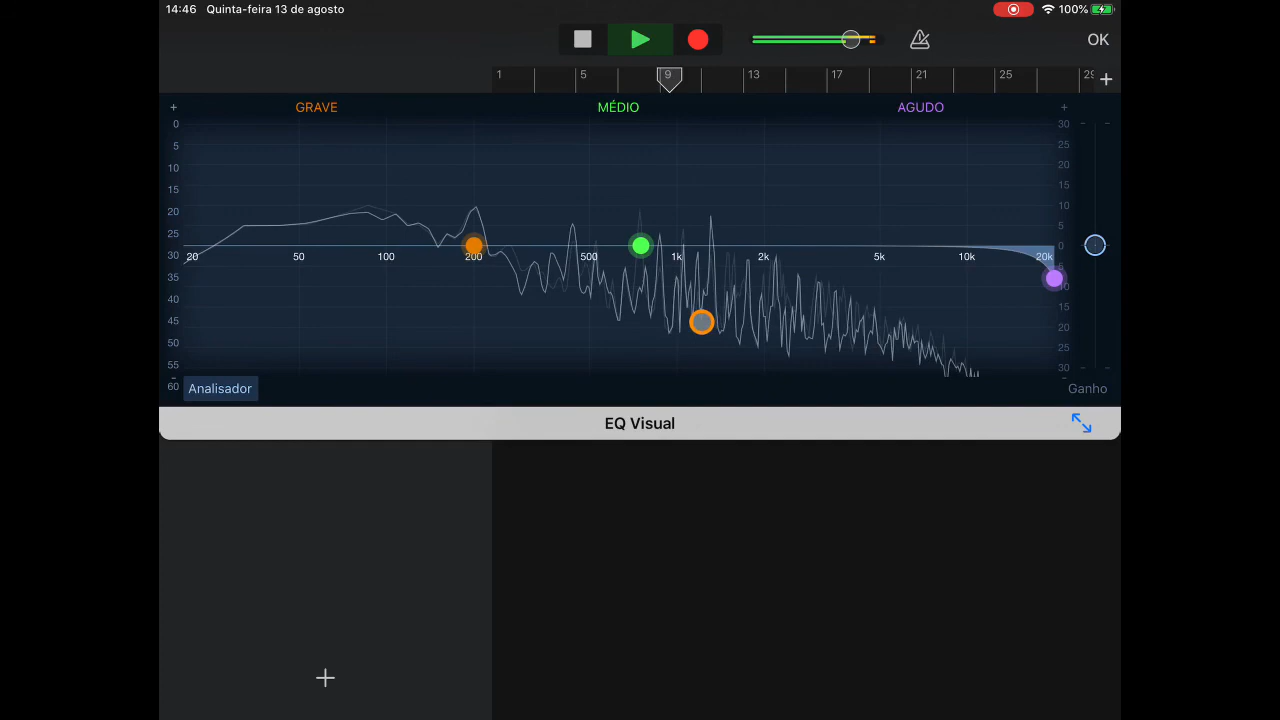 14:46 Quinta-feira 13 de agosto 100%
OK
1 5 9 13 17 21 25 29
+ GRAVE MÉDIO AGUDO +
0 30
5 25
10 20
15 15
20 10
25 5
30 0
20 50 100 200 500 1k 2k 5k 10k 20k
35 5
40 10
45 15
50 20
55 25
60 30
Analisador Ganho
EQ Visual
+